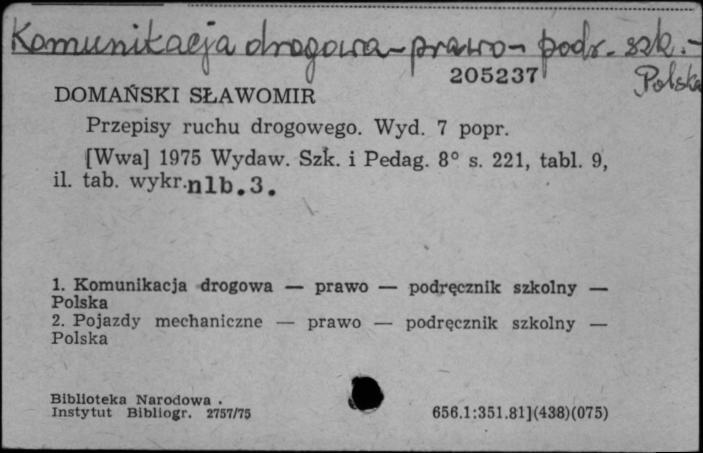 Komunikacja drogowa – prawo – podr. szk. –
Polska
205237
DOMAŃSKI SŁAWOMIR
Przepisy ruchu drogowego. Wyd. 7 popr.
[Wwa] 1975 Wydaw. Szk. i Pedag. 8° s. 221, tabl. 9,
il. tab. wykr. nlb.3.
1. Komunikacja drogowa — prawo — podręcznik szkolny —
Polska
2. Pojazdy mechaniczne — prawo — podręcznik szkolny —
Polska
Biblioteka Narodowa .
Instytut Bibliogr. 2757/75
656.1:351.81](438)(075)